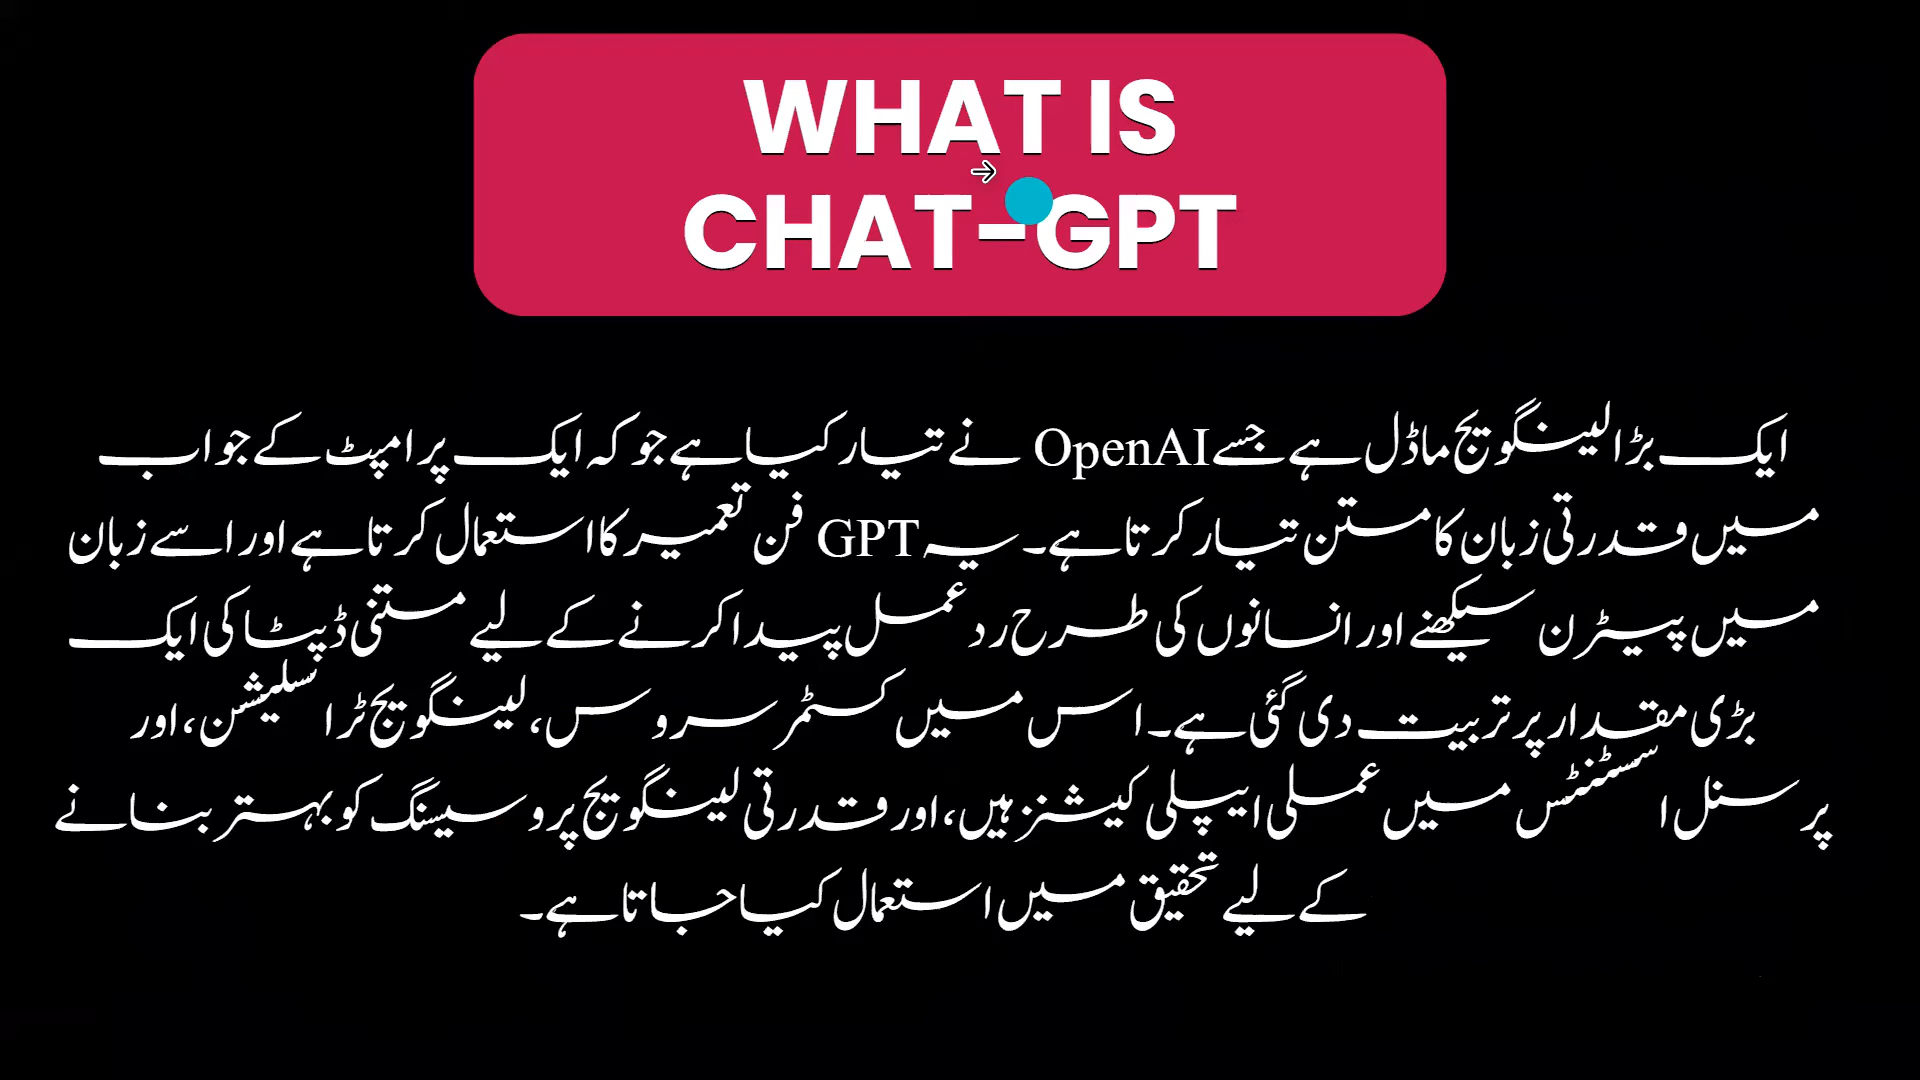 WHAT IS
CHAT-GPT
ایک بڑا لینگویج ماڈل ہے جسے OpenAI نے تیار کیا ہے جو کہ ایک پرامپٹ کے جواب
میں قدرتی زبان کا متن تیار کرتا ہے۔ یہ GPT فن تعمیر کا استعمال کرتا ہے اور اسے زبان
میں پیٹرن سیکھنے اور انسانوں کی طرح رد عمل پیدا کرنے کے لیے متنی ڈیٹا کی ایک
بڑی مقدار پر تربیت دی گئی ہے۔ اس میں کسٹمر سروس، لینگویج ٹرانسلیشن، اور
پرسنل اسسٹنٹس میں عملی ایپلی کیشنز ہیں، اور قدرتی لینگویج پروسیسنگ کو بہتر بنانے
کے لیے تحقیق میں استعمال کیا جاتا ہے۔